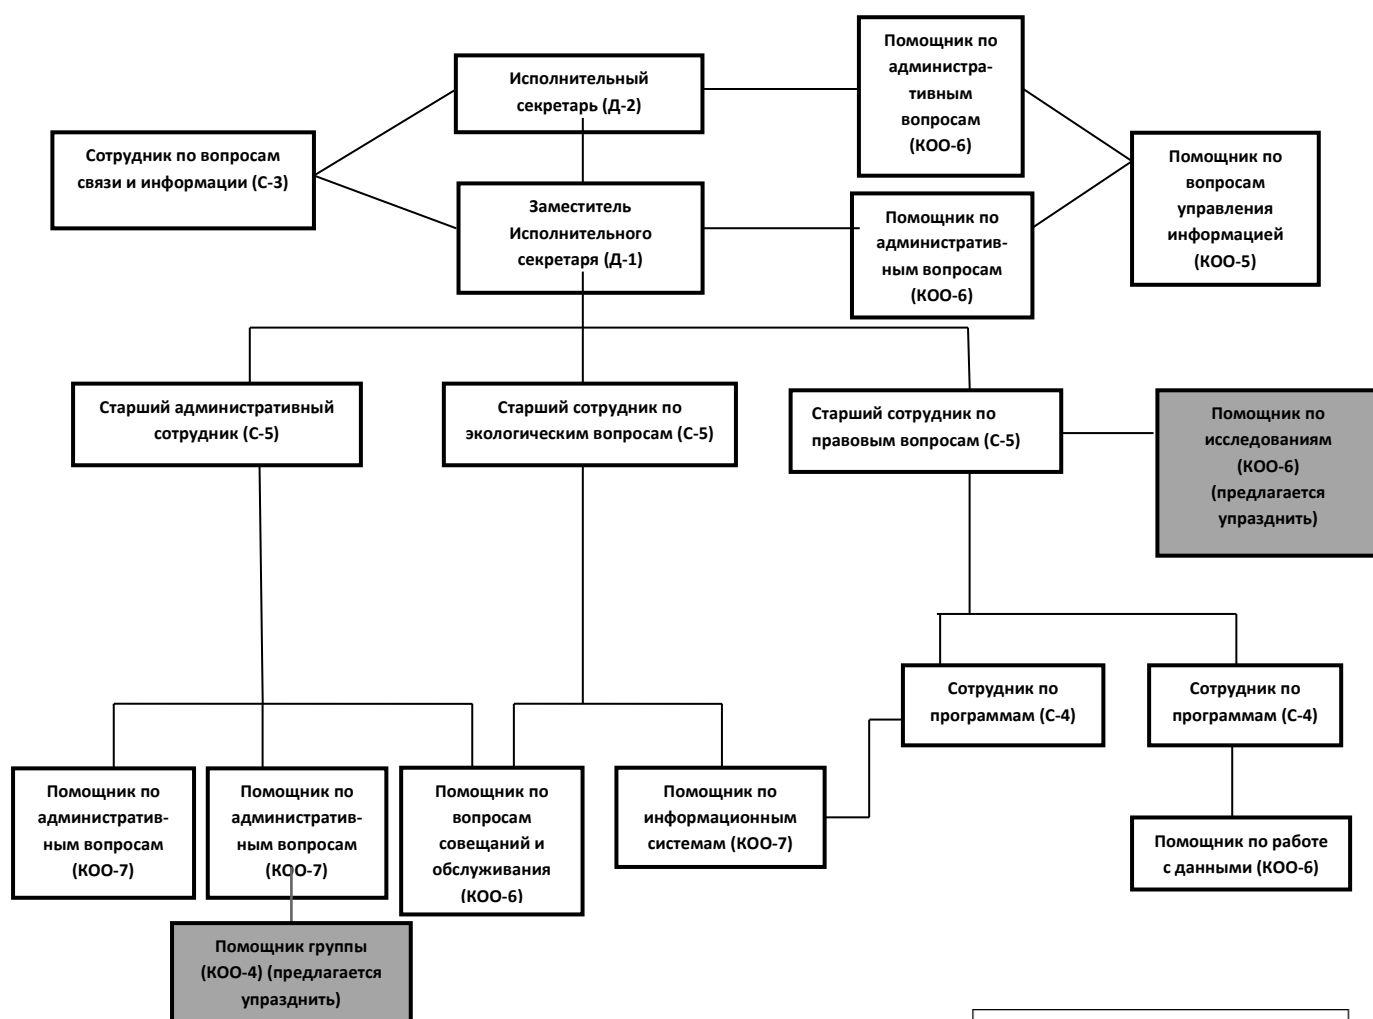 Исполнительный
секретарь (Д-2)
Помощник по
администра-
тивным
вопросам
(КОО-6)
Сотрудник по вопросам
связи и информации (С-3)
Помощник по
вопросам
управления
информацией
(КОО-5)
Заместитель
Исполнительного
секретаря (Д-1)
Помощник по
административ-
ным вопросам
(КОО-6)
Старший административный
сотрудник (С-5)
Старший сотрудник по
экологическим вопросам (С-5)
Старший сотрудник по
правовым вопросам (С-5)
Помощник по
исследованиям
(КОО-6)
(предлагается
упразднить)
Сотрудник по
программам (С-4)
Сотрудник по
программам (С-4)
Помощник по
административ-
ным вопросам
(КОО-7)
Помощник по
административ-
ным вопросам
(КОО-7)
Помощник по
вопросам
совещаний и
обслуживания
(КОО-6)
Помощник по
информационным
системам (КОО-7)
Помощник по работе
с данными (КОО-6)
Помощник группы
(КОО-4) (предлагается
упразднить)